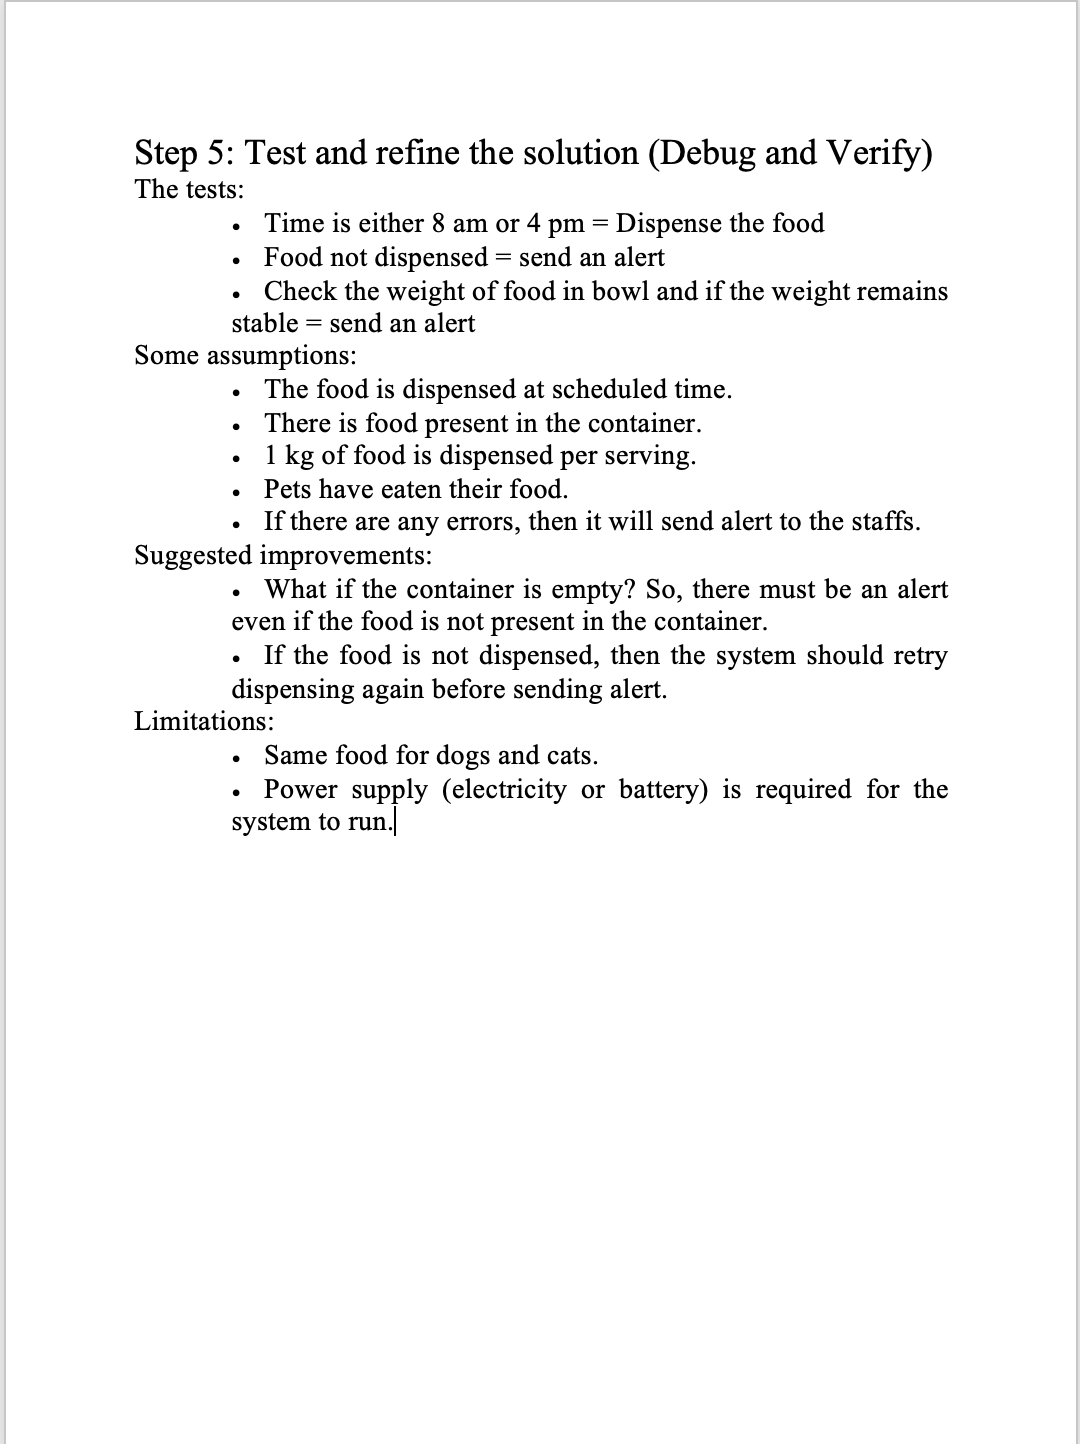 Step 5: Test and refine the solution (Debug and Verify)
The tests:
• Time is either 8 am or 4 pm = Dispense the food
• Food not dispensed = send an alert
• Check the weight of food in bowl and if the weight remains
stable = send an alert
Some assumptions:
• The food is dispensed at scheduled time.
• There is food present in the container.
• 1 kg of food is dispensed per serving.
• Pets have eaten their food.
• If there are any errors, then it will send alert to the staffs.
Suggested improvements:
• What if the container is empty? So, there must be an alert
even if the food is not present in the container.
• If the food is not dispensed, then the system should retry
dispensing again before sending alert.
Limitations:
• Same food for dogs and cats.
• Power supply (electricity or battery) is required for the
system to run.